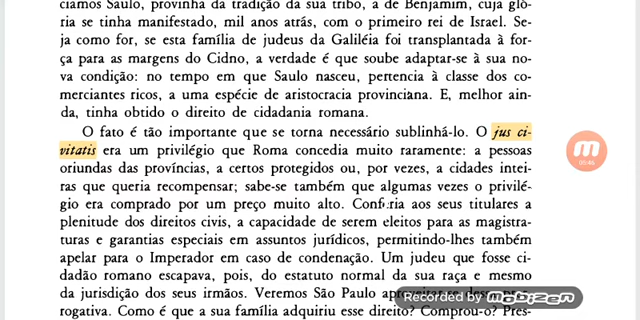 ciamos Saulo, provinha da tradição da sua tribo, a de Benjamim, cuja gló-
ria se tinha manifestado, mil anos atrás, com o primeiro rei de Israel. Se-
ja como for, se esta família de judeus da Galiléia foi transplantada à for-
ça para as margens do Cidno, a verdade é que soube adaptar-se à sua no-
va condição: no tempo em que Saulo nasceu, pertencia à classe dos co-
merciantes ricos, a uma espécie de aristocracia provinciana. E, melhor ain-
da, tinha obtido o direito de cidadania romana.
O fato é tão importante que se torna necessário sublinhá-lo. O jus ci-
vitatis era um privilégio que Roma concedia muito raramente: a pessoas
oriundas das províncias, a certos protegidos ou, por vezes, a cidades intei-
ras que queria recompensar; sabe-se também que algumas vezes o privilé-
gio era comprado por um preço muito alto. Conferia aos seus titulares a
plenitude dos direitos civis, a capacidade de serem eleitos para as magistra-
turas e garantias especiais em assuntos jurídicos, permitindo-lhes também
apelar para o Imperador em caso de condenação. Um judeu que fosse ci-
dadão romano escapava, pois, do estatuto normal da sua raça e mesmo
da jurisdição dos seus irmãos. Veremos São Paulo
rogativa. Como é que a sua família adquiriu esse direito? Comprou-o? Pres-
00:46
Recorded by mobizen